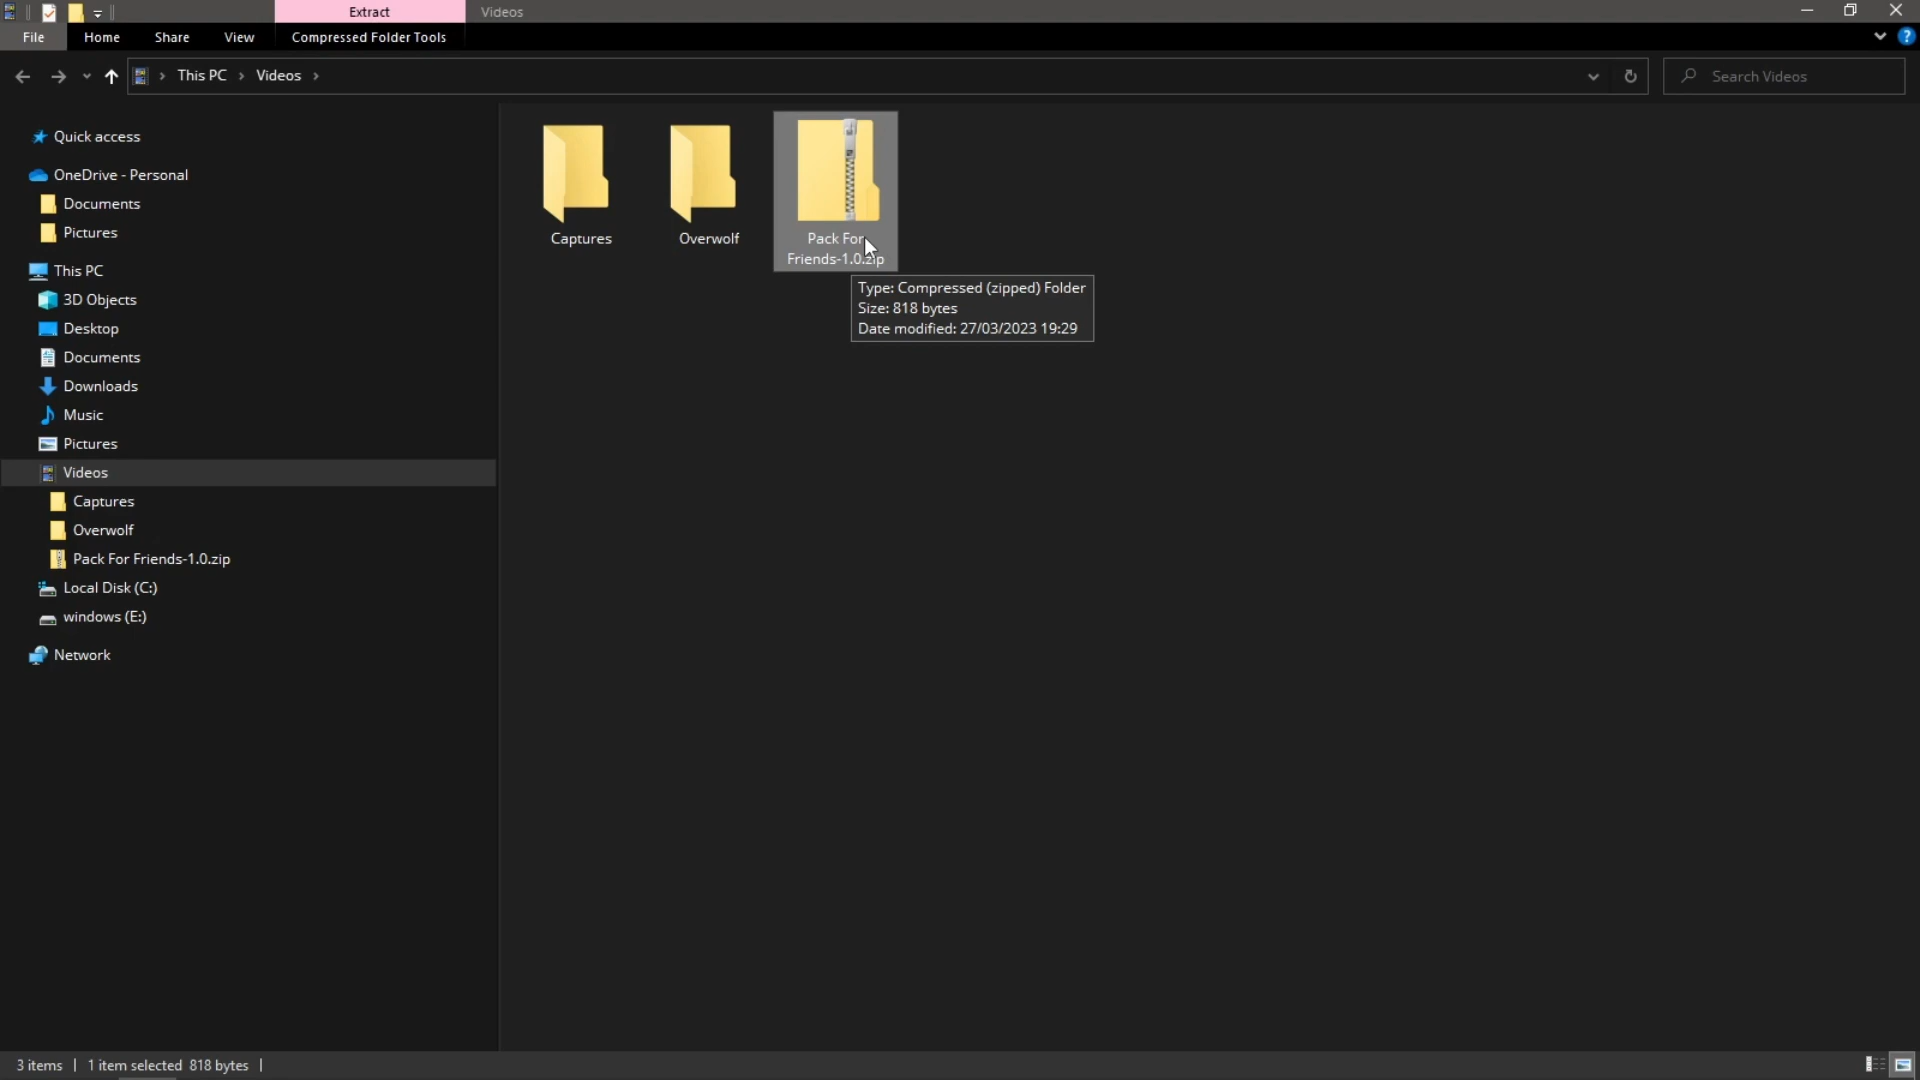 Extract
Videos
File
Home
Share
View
Compressed Folder Tools
?
This PC
Videos
Search Videos
Quick access
OneDrive - Personal
Documents
Pictures
This PC
3D Objects
Desktop
Documents
Downloads
Music
Pictures
Videos
Captures
Overwolf
Pack For Friends-1.0.zip
Local Disk (C:)
windows (E:)
Network
Captures
Overwolf
Pack For
Friends-1.0.zip
Type: Compressed (zipped) Folder
Size: 818 bytes
Date modified: 27/03/2023 19:29
3 items
1 item selected 818 bytes